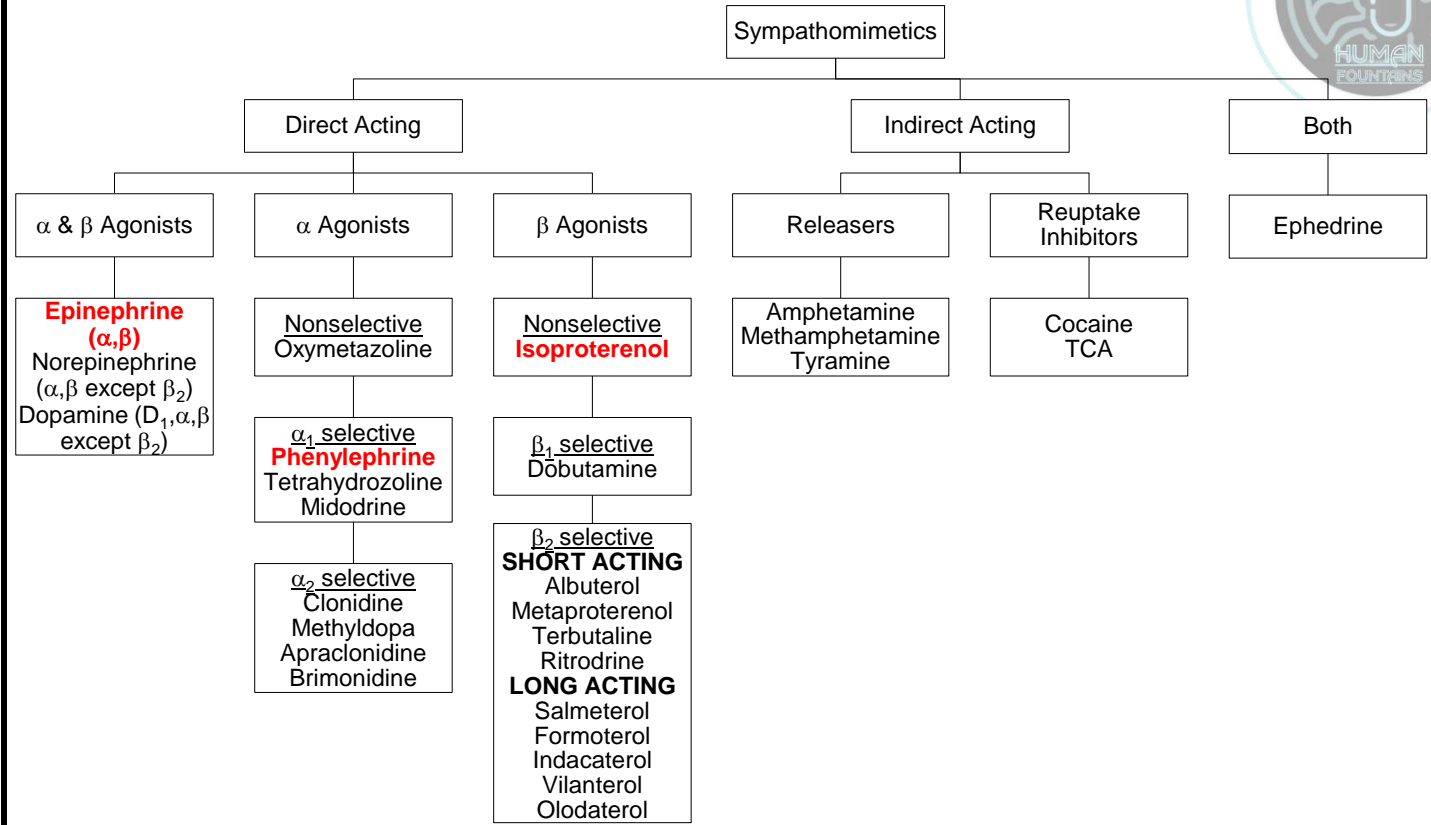 Sympathomimetics
HUMAN
FOUNTAINS
Direct Acting
Indirect Acting
Both
α & β Agonists
α Agonists
β Agonists
Releasers
Reuptake
Inhibitors
Ephedrine
Epinephrine
(α,β)
Norepinephrine
(α,β except β₂)
Dopamine (D₁,α,β
except β₂)
Nonselective
Oxymetazoline
Nonselective
Isoproterenol
Amphetamine
Methamphetamine
Tyramine
Cocaine
TCA
α₁ selective
Phenylephrine
Tetrahydrozoline
Midodrine
β₁ selective
Dobutamine
α₂ selective
Clonidine
Methyldopa
Apraclonidine
Brimonidine
β₂ selective
SHORT ACTING
Albuterol
Metaproterenol
Terbutaline
Ritrodrine
LONG ACTING
Salmeterol
Formoterol
Indacaterol
Vilanterol
Olodaterol